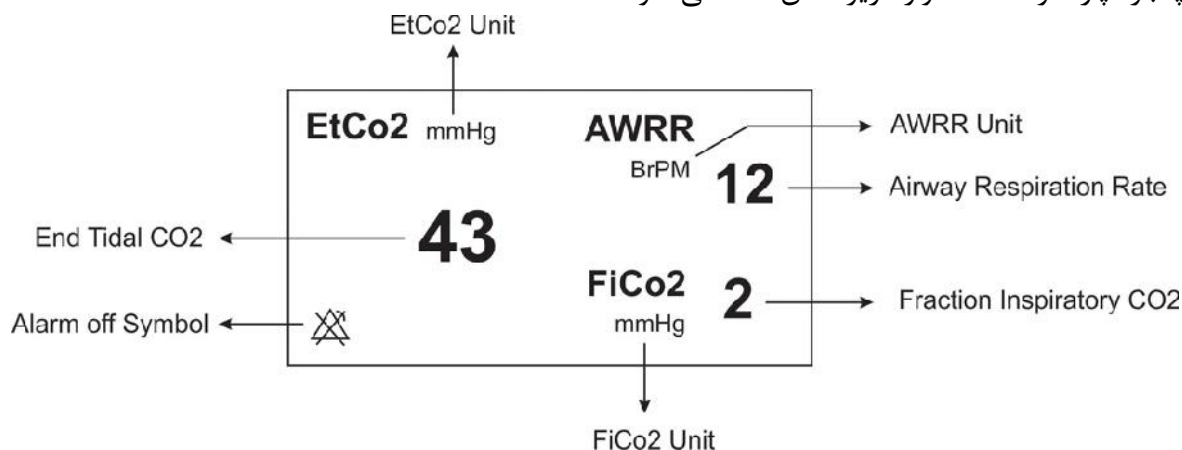 EtCo2 Unit
EtCo2 mmHg
AWRR
BrPM
AWRR Unit
12
Airway Respiration Rate
End Tidal CO2
43
FiCo2
mmHg
2
Fraction Inspiratory CO2
Alarm off Symbol
FiCo2 Unit